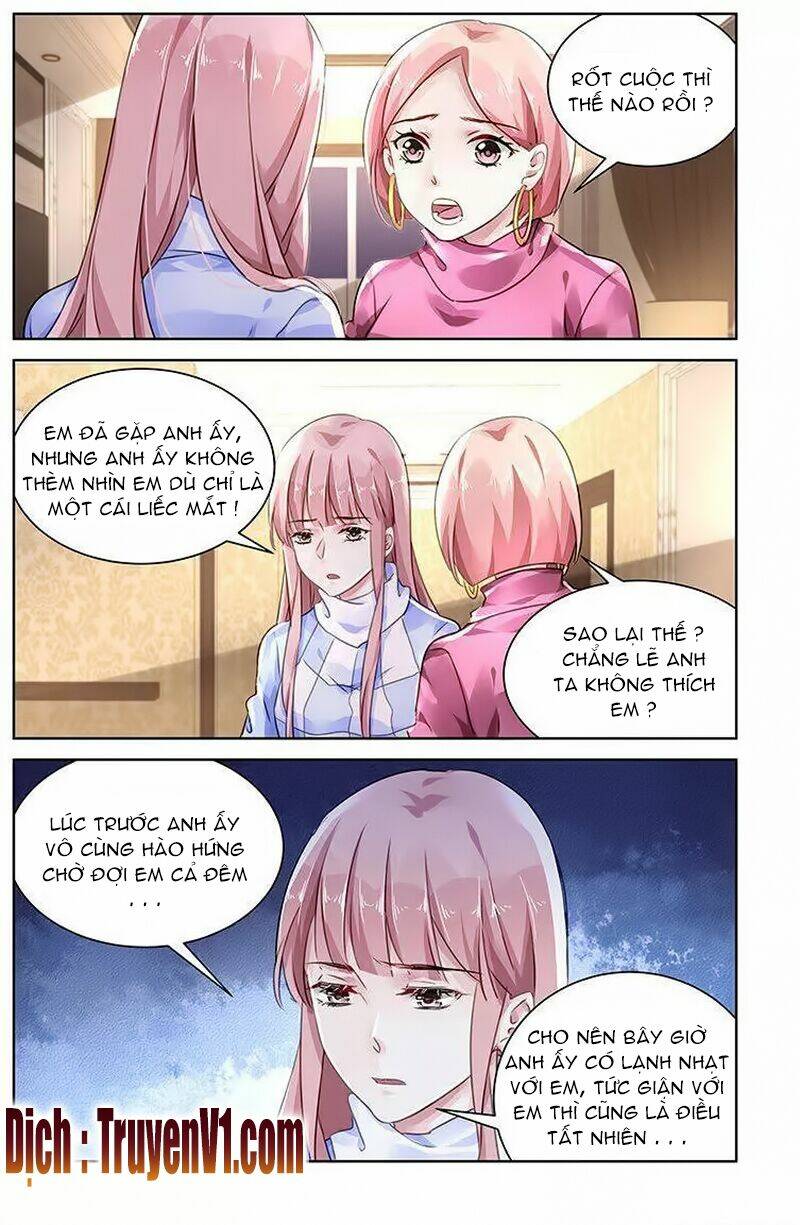 RỐT CUỘC THÌ
THẾ NÀO RỒI ?
EM ĐÃ GẶP ANH ẤY,
NHƯNG ANH ẤY KHÔNG
THÈM NHÌN EM DÙ CHỈ LÀ
MỘT CÁI LIẾC MẮT !
SAO LẠI THẾ ?
CHẲNG LẼ ANH
TA KHÔNG THÍCH
EM ?
LÚC TRƯỚC ANH ẤY
VÔ CÙNG HÀO HỨNG
CHỜ ĐỢI EM CẢ ĐÊM
. . .
CHO NÊN BÂY GIỜ
ANH ẤY CÓ LẠNH NHẠT
VỚI EM, TỨC GIẬN VỚI
EM THÌ CŨNG LÀ ĐIỀU
TẤT NHIÊN . . .
Dịch : TruyenV1.com